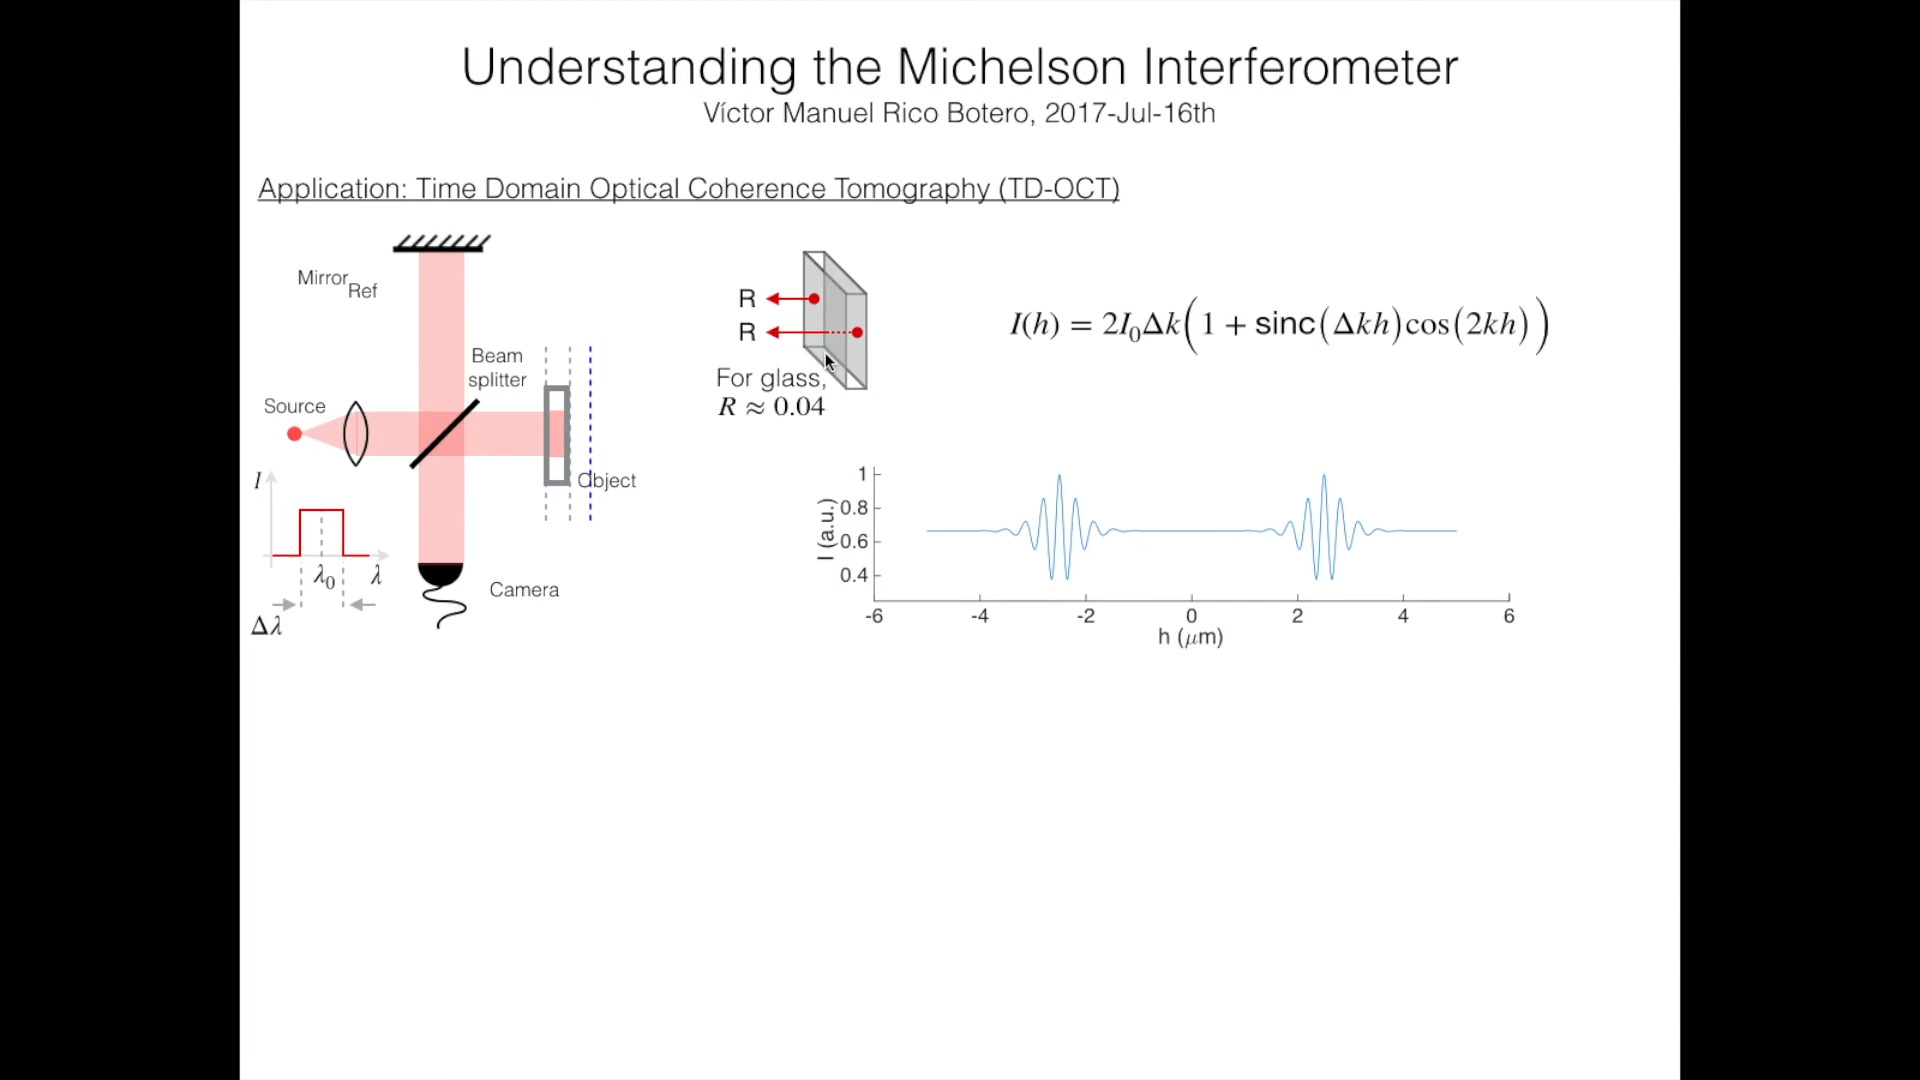 Understanding the Michelson Interferometer
Víctor Manuel Rico Botero, 2017-Jul-16th
Application: Time Domain Optical Coherence Tomography (TD-OCT)
Mirror_Ref
Beam
splitter
Source
Object
I
λ₀
λ
Δλ
Camera
R
R
For glass,
R ≈ 0.04
I(h) = 2I₀Δk(1 + sinc(Δkh)cos(2kh))
I (a.u.)
1
0.8
0.6
0.4
-6 -4 -2 0 2 4 6
h (μm)